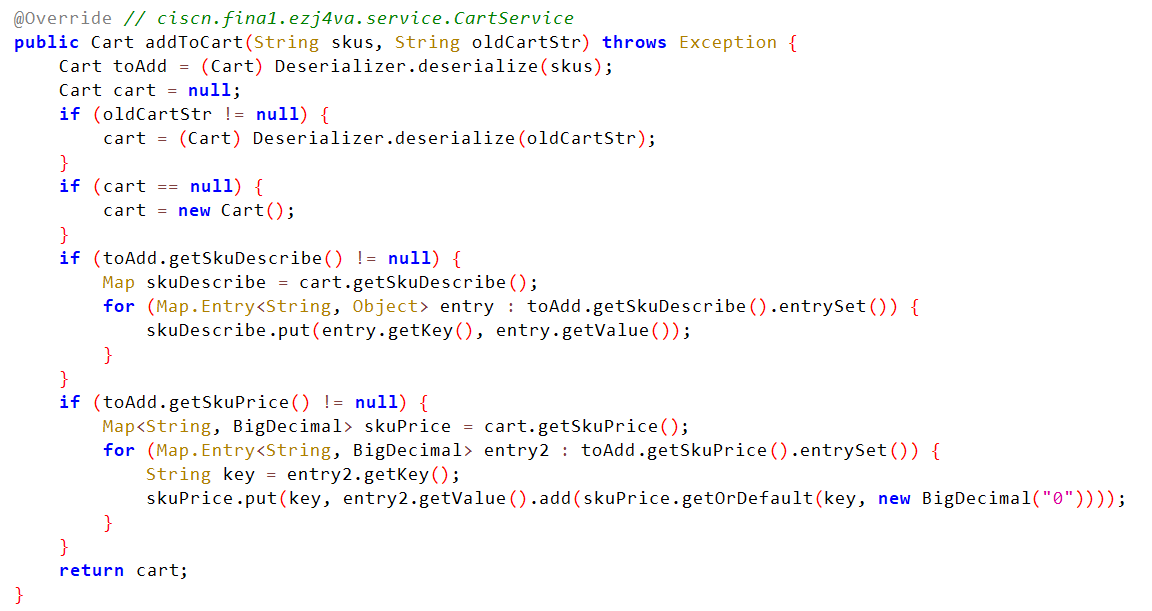 @Override // ciscn.fina1.ezj4va.service.CartService
public Cart addToCart(String skus, String oldCartStr) throws Exception {
    Cart toAdd = (Cart) Deserializer.deserialize(skus);
    Cart cart = null;
    if (oldCartStr != null) {
        cart = (Cart) Deserializer.deserialize(oldCartStr);
    }
    if (cart == null) {
        cart = new Cart();
    }
    if (toAdd.getSkuDescribe() != null) {
        Map skuDescribe = cart.getSkuDescribe();
        for (Map.Entry<String, Object> entry : toAdd.getSkuDescribe().entrySet()) {
            skuDescribe.put(entry.getKey(), entry.getValue());
        }
    }
    if (toAdd.getSkuPrice() != null) {
        Map<String, BigDecimal> skuPrice = cart.getSkuPrice();
        for (Map.Entry<String, BigDecimal> entry2 : toAdd.getSkuPrice().entrySet()) {
            String key = entry2.getKey();
            skuPrice.put(key, entry2.getValue().add(skuPrice.getOrDefault(key, new BigDecimal("0"))));
        }
    }
    return cart;
}